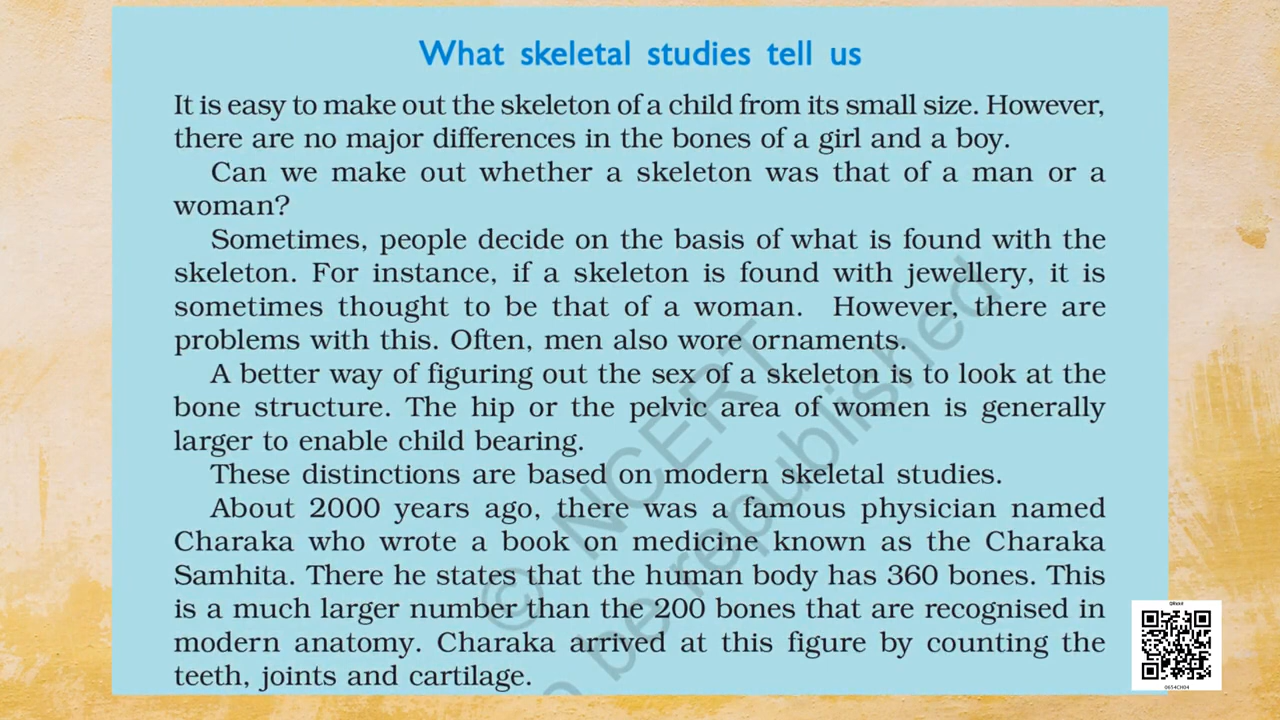 What skeletal studies tell us
It is easy to make out the skeleton of a child from its small size. However,
there are no major differences in the bones of a girl and a boy.
Can we make out whether a skeleton was that of a man or a
woman?
Sometimes, people decide on the basis of what is found with the
skeleton. For instance, if a skeleton is found with jewellery, it is
sometimes thought to be that of a woman. However, there are
problems with this. Often, men also wore ornaments.
A better way of figuring out the sex of a skeleton is to look at the
bone structure. The hip or the pelvic area of women is generally
larger to enable child bearing.
These distinctions are based on modern skeletal studies.
About 2000 years ago, there was a famous physician named
Charaka who wrote a book on medicine known as the Charaka
Samhita. There he states that the human body has 360 bones. This
is a much larger number than the 200 bones that are recognised in
modern anatomy. Charaka arrived at this figure by counting the
teeth, joints and cartilage.
© NCERT
be republished
0654CH04